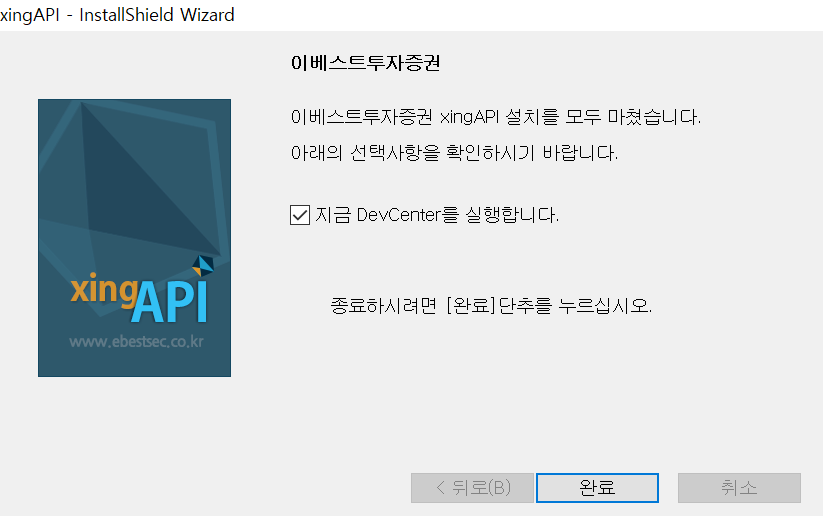 xingAPI - InstallShield Wizard
이베스트투자증권
이베스트투자증권 xingAPI 설치를 모두 마쳤습니다.
아래의 선택사항을 확인하시기 바랍니다.
지금 DevCenter를 실행합니다.
xingAPI
www.ebestsec.co.kr
종료하시려면 [완료]단추를 누르십시오.
< 뒤로(B)
완료
취소